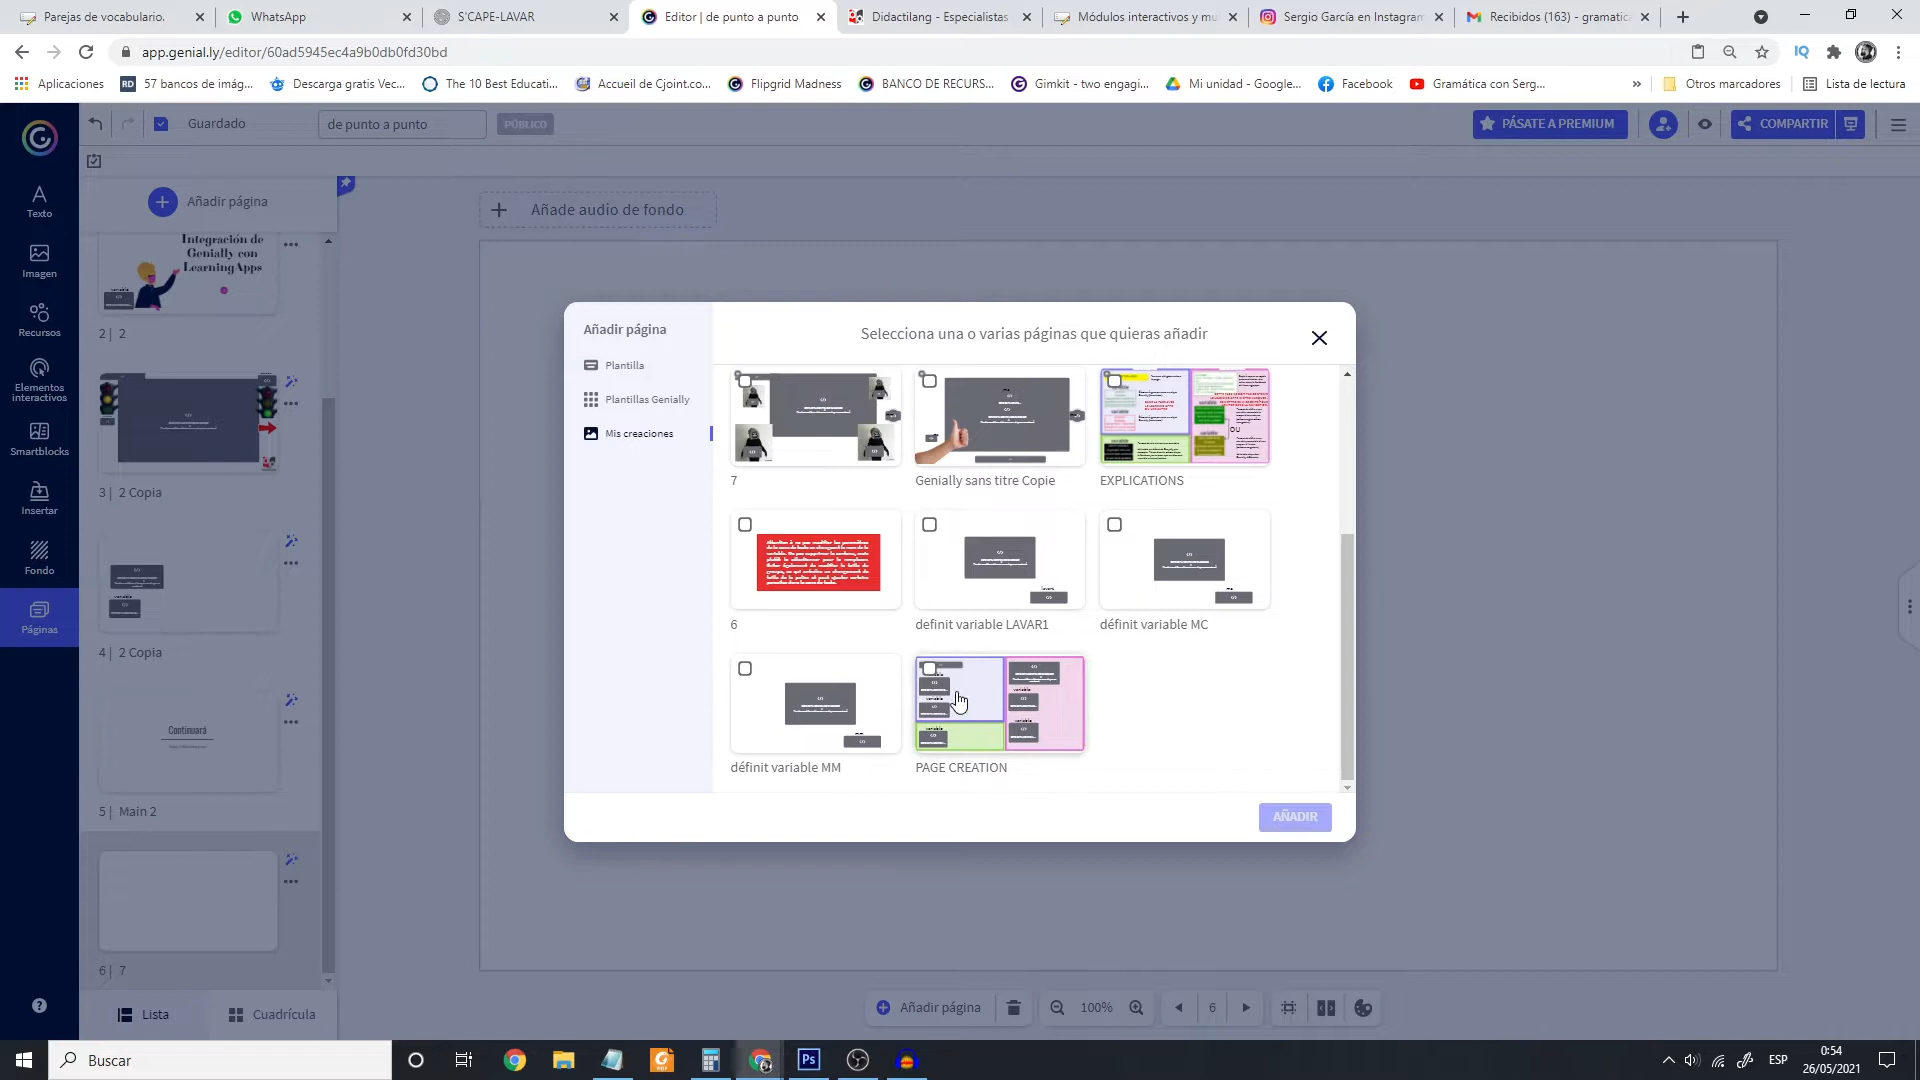 Parejas de vocabulario.
WhatsApp
S'CAPE-LAVAR
Editor | de punto a punto
Didactilang - Especialistas
Módulos interactivos y mu
Sergio García en Instagram
Recibidos (163) - gramatic
app.genial.ly/editor/60ad5945ec4a9b0db0fd30bd
Aplicaciones
57 bancos de imág...
Descarga gratis Vec...
The 10 Best Educati...
Accueil de Cjoint.co...
Flipgrid Madness
BANCO DE RECURS...
Gimkit - two engagi...
Mi unidad - Google...
Facebook
Gramática con Serg...
Otros marcadores
Lista de lectura
Guardado
de punto a punto
PÚBLICO
PÁSATE A PREMIUM
COMPARTIR
Texto
Imagen
Recursos
Elementos
interactivos
Smartblocks
Insertar
Fondo
Páginas
Añadir página
Integración de
Genially con
LearningApps
variable
2 | 2
3 | 2 Copia
variable
4 | 2 Copia
Continuará
5 | Main 2
6 | 7
Lista
Cuadrícula
Añade audio de fondo
Añadir página
Plantilla
Plantillas Genially
Mis creaciones
Selecciona una o varias páginas que quieras añadir
7
Genially sans titre Copie
EXPLICATIONS
OU
6
definit variable LAVAR1
définit variable MC
définit variable MM
PAGE CREATION
AÑADIR
Añadir página
100%
6
Buscar
ESP
0:54
26/05/2021